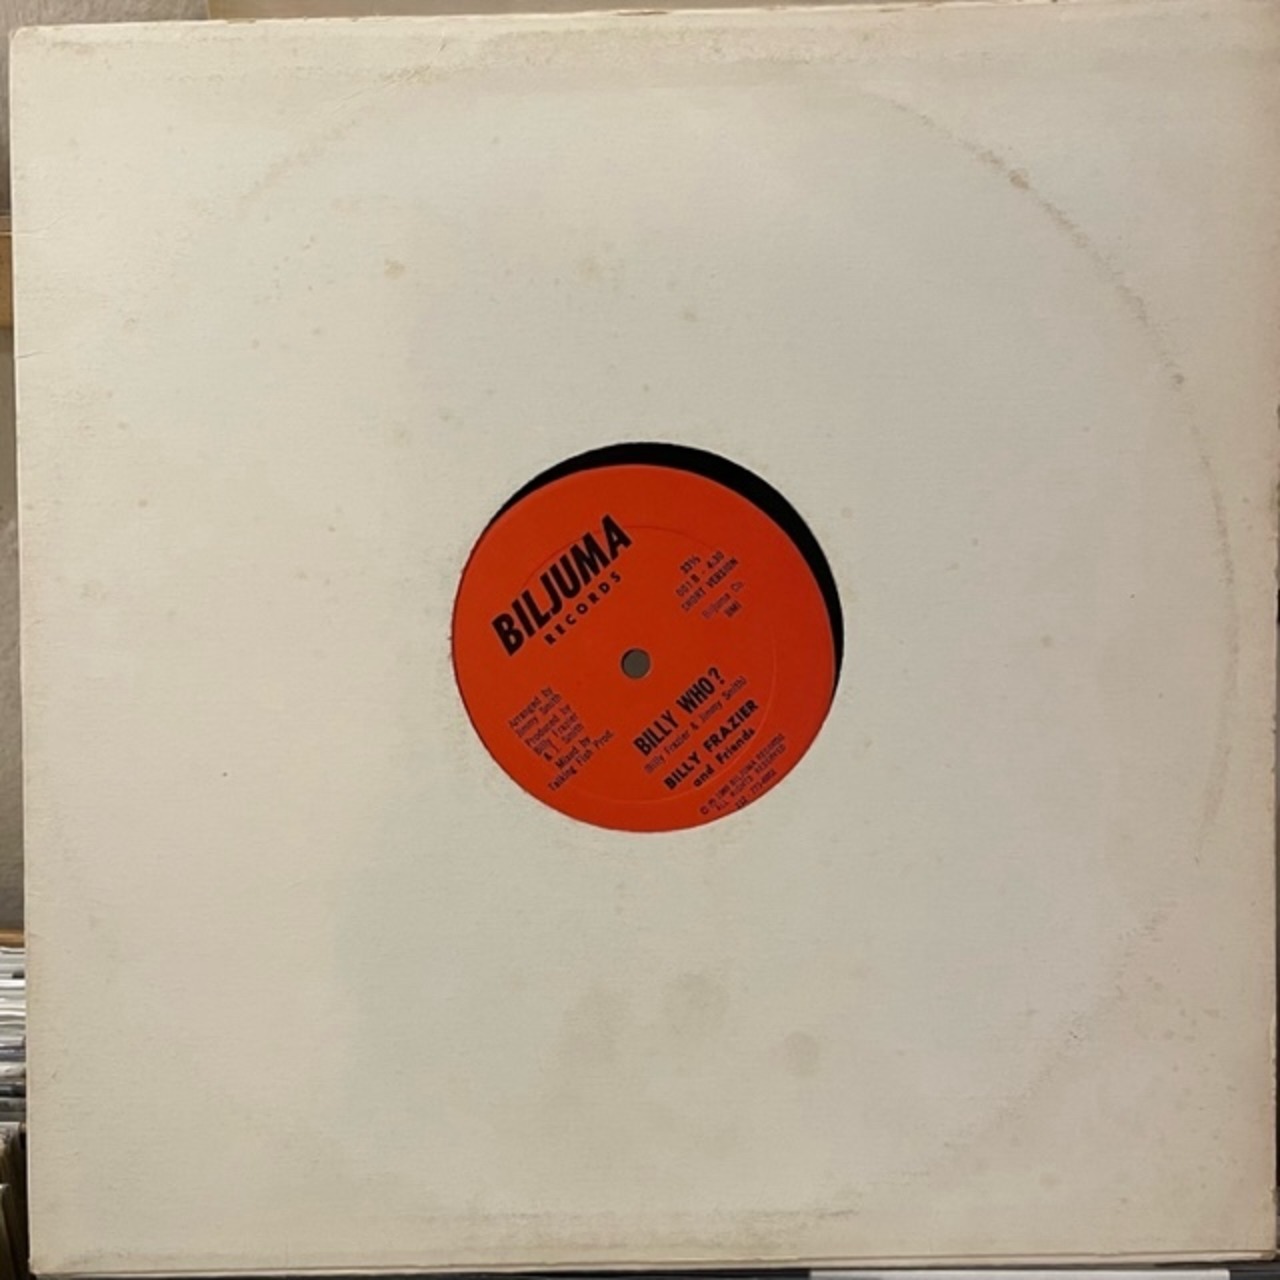 BILJUMA
RECORDS
33⅓
001 B - 4:30
SHORT VERSION
Biljuma Co.
BMI
Arranged by
Jimmy Smith
Produced by
Billy Frazier
Mixed by
Talking Fish Prod.
BILLY WHO?
(Billy Frazier & Jimmy Smith)
BILLY FRAZIER
and Friends
BILJUMA RECORDS
ALL RIGHTS RESERVED